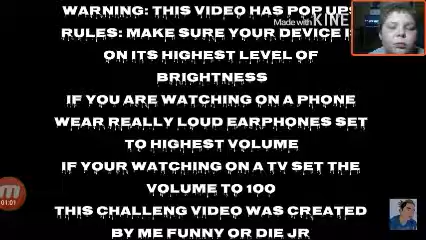 WARNING: THIS VIDEO HAS POP UPS
Made with KINE
RULES: MAKE SURE YOUR DEVICE IS
ON ITS HIGHEST LEVEL OF
BRIGHTNESS
IF YOU ARE WATCHING ON A PHONE
WEAR REALLY LOUD EARPHONES SET
TO HIGHEST VOLUME
IF YOUR WATCHING ON A TV SET THE
VOLUME TO 100
01:01
THIS CHALLENG VIDEO WAS CREATED
BY ME FUNNY OR DIE JR